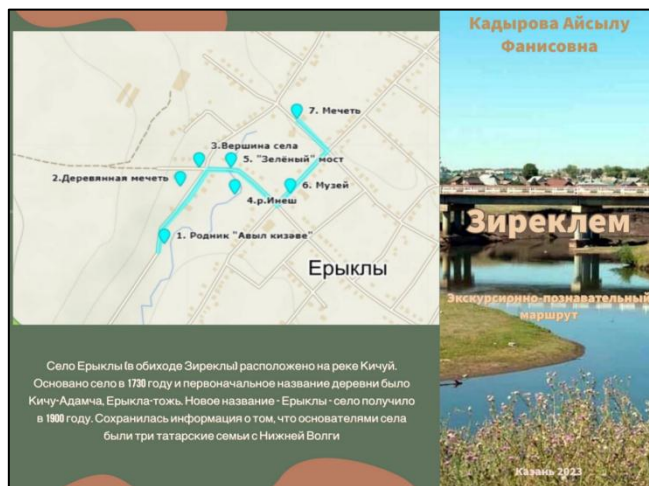 7. Мечеть
3.Вершина села
5. "Зелёный" мост
2.Деревянная мечеть
6. Музей
4.р.Инеш
1. Родник "Авыл кизәве"
Ерыклы
Село Ерыклы (в обиходе Зиреклы) расположено на реке Кичуй.
Основано село в 1730 году и первоначальное название деревни было
Кичу-Адамча, Ерыкла-тожь. Новое название - Ерыклы - село получило
в 1900 году. Сохранилась информация о том, что основателями села
были три татарские семьи с Нижней Волги
Кадырова Айсылу
Фанисовна
Зиреклем
Экскурсионно-познавательный
маршрут
Казань 2023